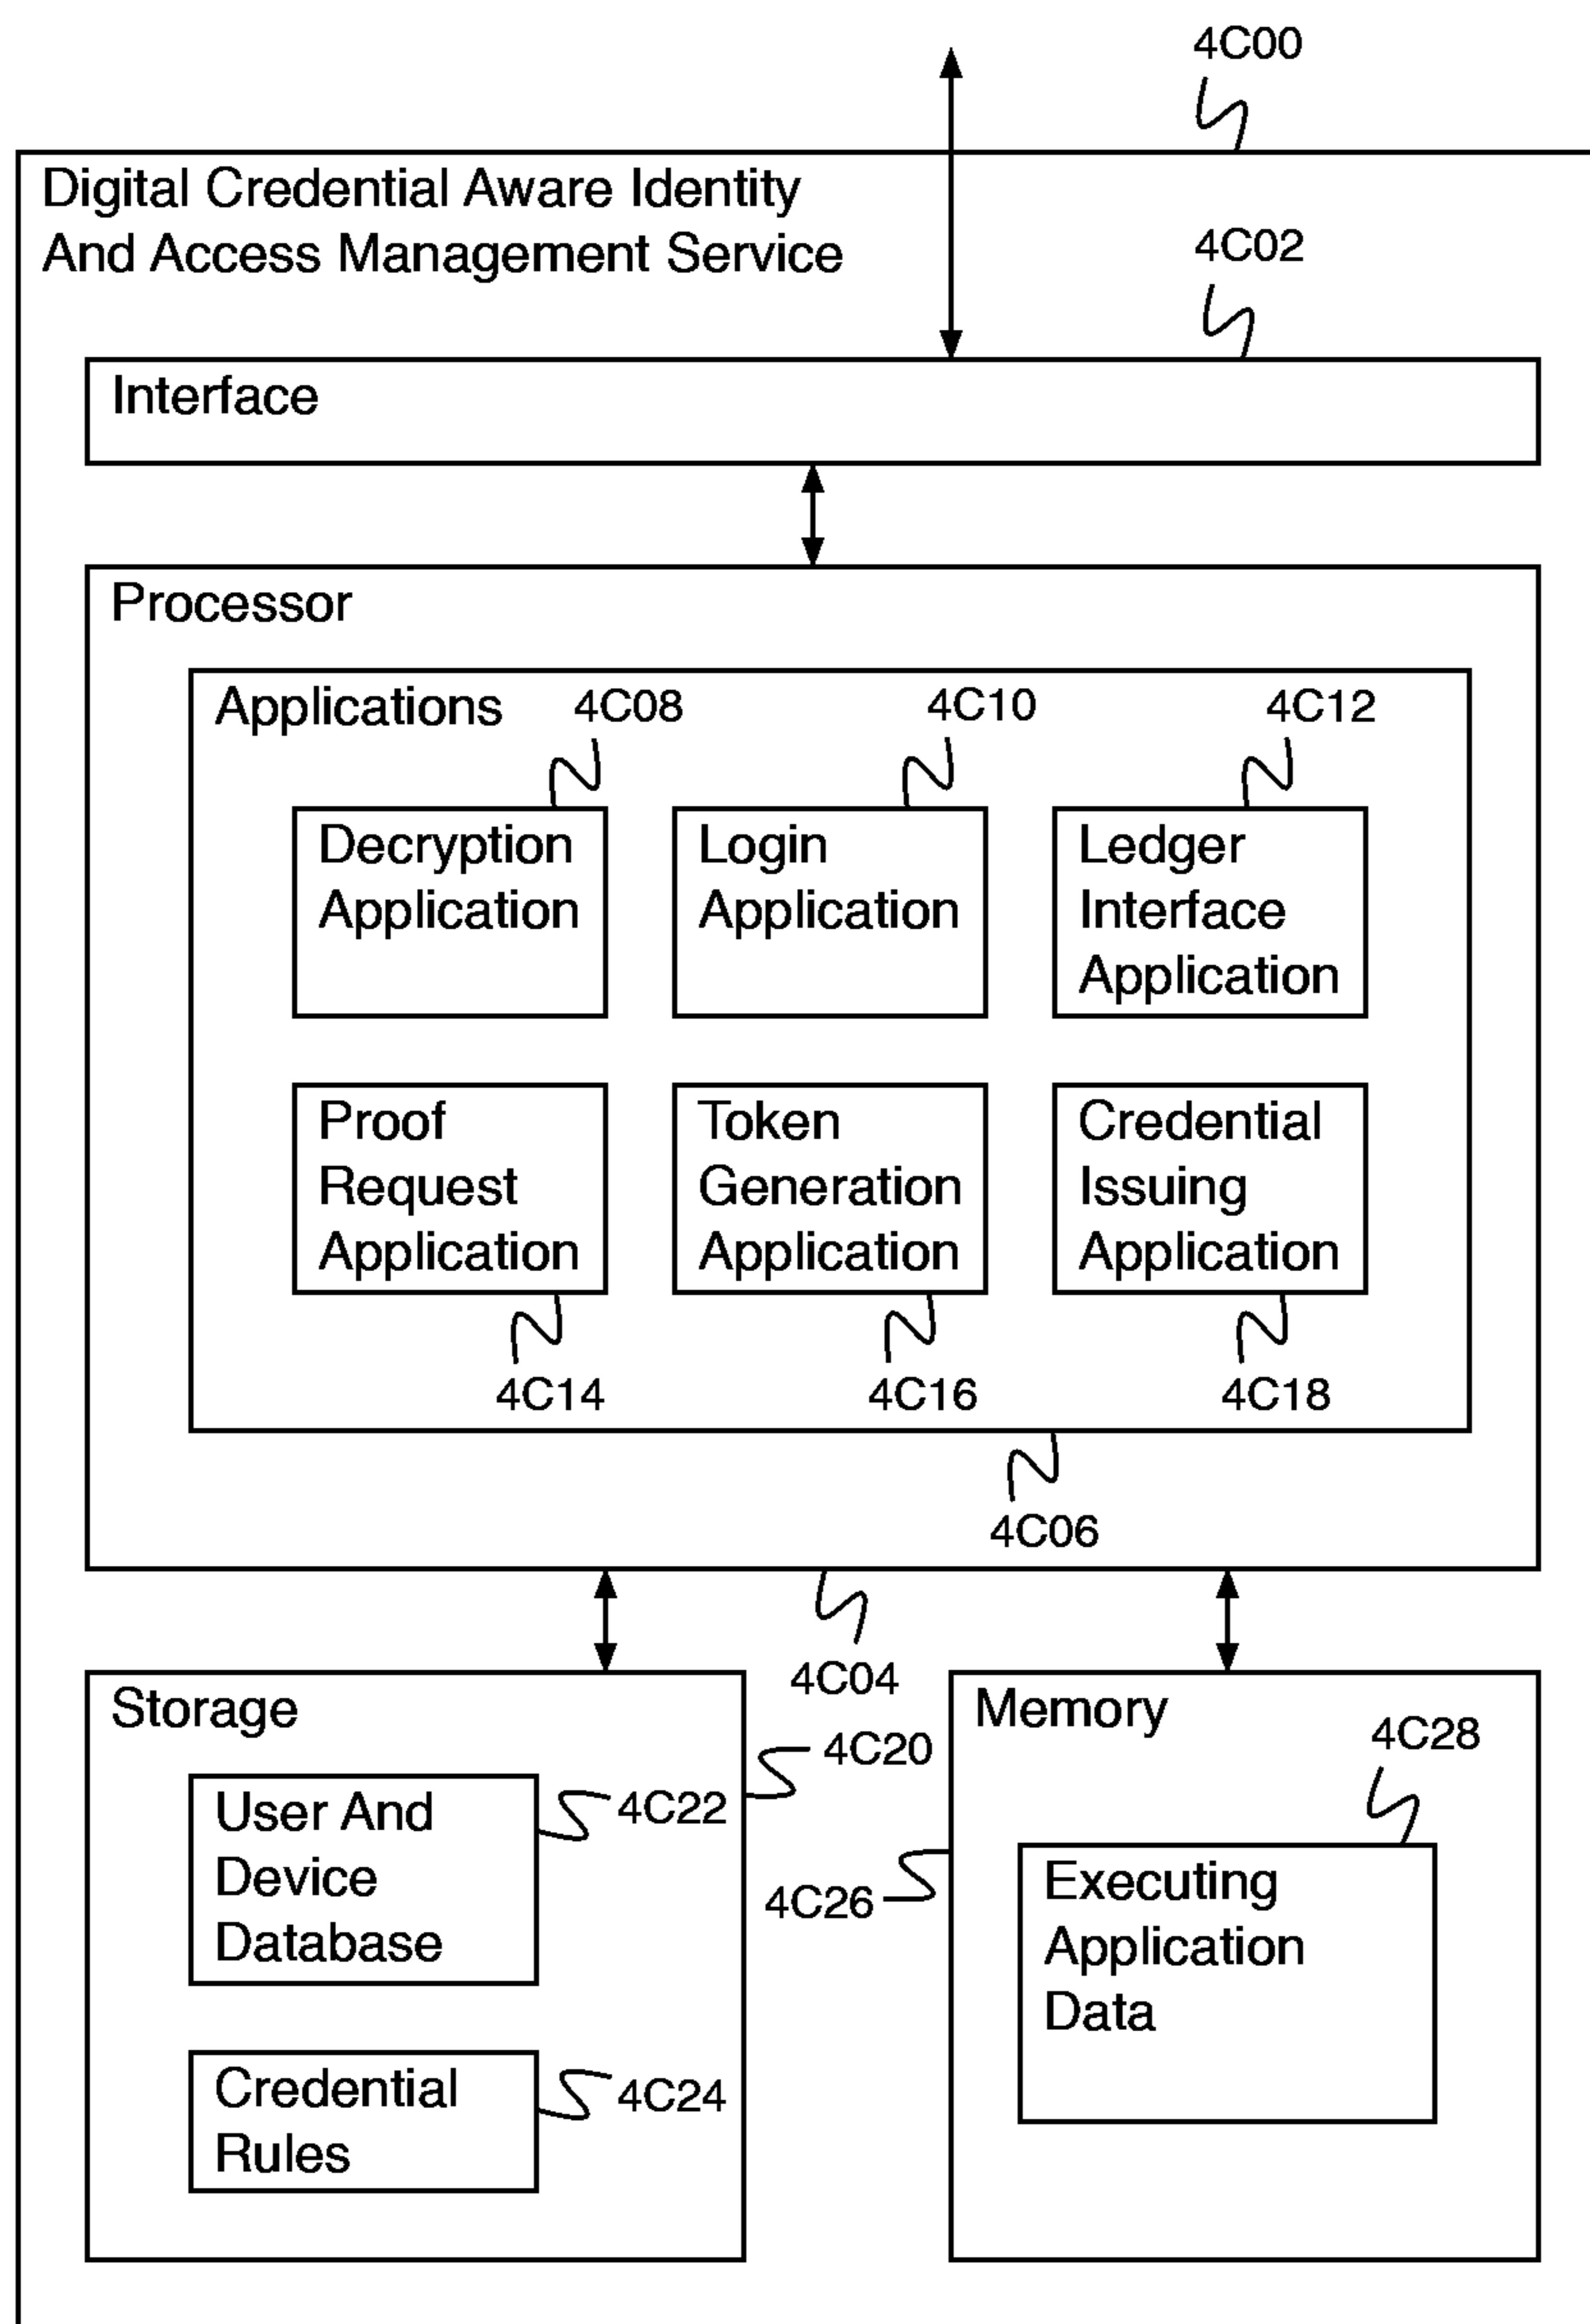 4C00
Digital Credential Aware Identity
And Access Management Service
4C02
Interface
Processor
Applications
4C08
4C10
4C12
Decryption
Application
Login
Application
Ledger
Interface
Application
Proof
Request
Application
Token
Generation
Application
Credential
Issuing
Application
4C14
4C16
4C18
4C06
4C04
Storage
4C20
User And
Device
Database
4C22
Credential
Rules
4C24
Memory
4C28
4C26
Executing
Application
Data